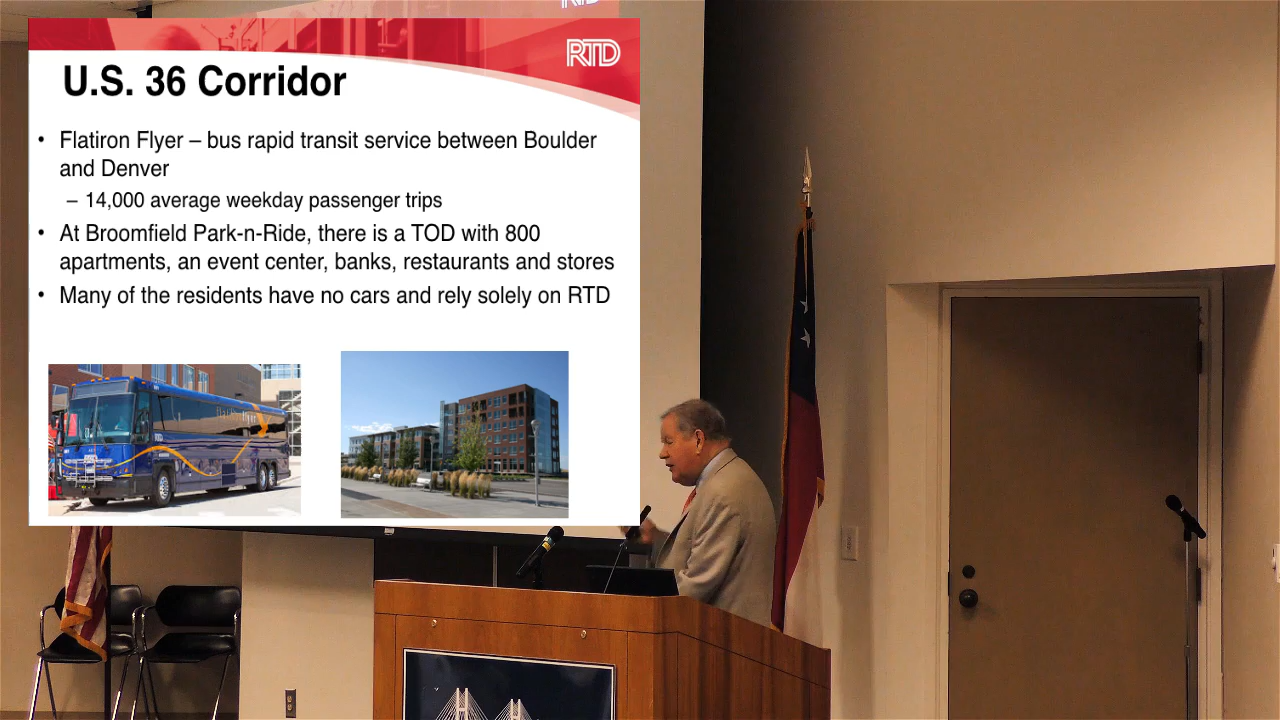 RTD
U.S. 36 Corridor
• Flatiron Flyer – bus rapid transit service between Boulder
and Denver
– 14,000 average weekday passenger trips
• At Broomfield Park-n-Ride, there is a TOD with 800
apartments, an event center, banks, restaurants and stores
• Many of the residents have no cars and rely solely on RTD